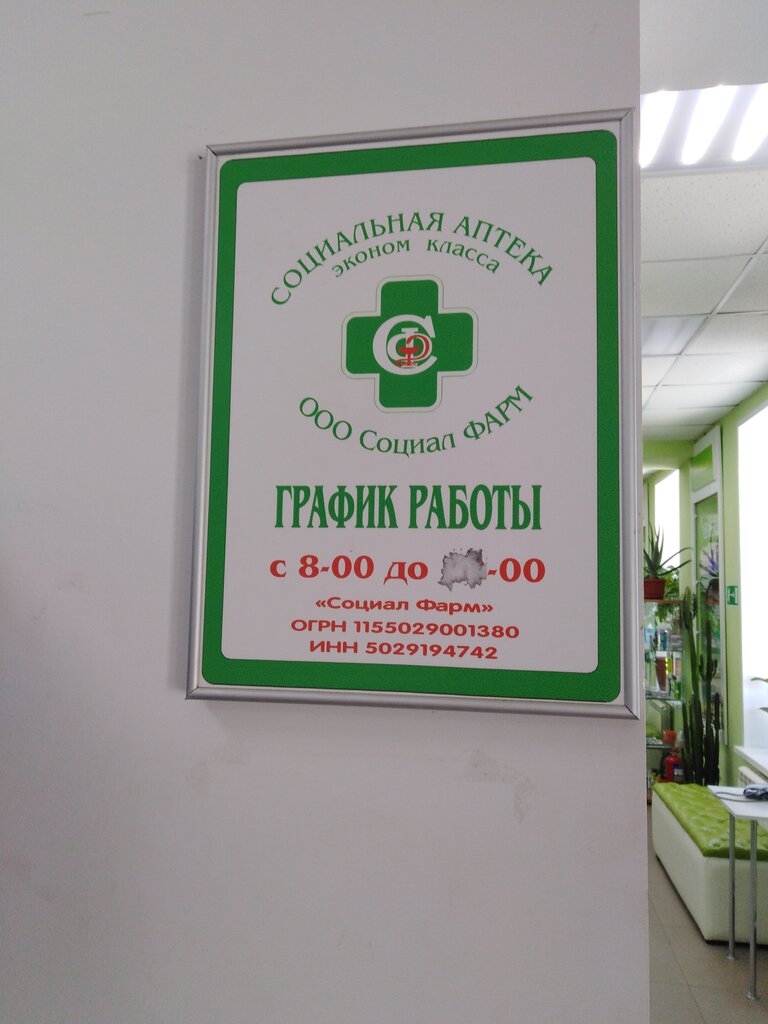 СОЦИАЛЬНАЯ АПТЕКА
эконом класса
СФ
ООО Социал ФАРМ
ГРАФИК РАБОТЫ
с 8-00 до -00
«Социал Фарм»
ОГРН 1155029001380
ИНН 5029194742